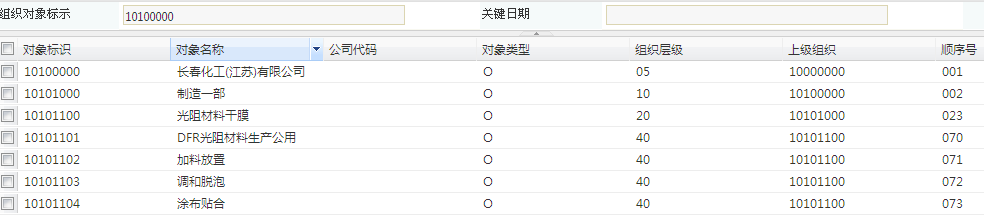 组织对象标示 10100000 关键日期
对象标识 对象名称 公司代码 对象类型 组织层级 上级组织 顺序号
10100000 长春化工(江苏)有限公司 O 05 10000000 001
10101000 制造一部 O 10 10100000 002
10101100 光阻材料干膜 O 20 10101000 023
10101101 DFR光阻材料生产公用 O 40 10101100 070
10101102 加料放置 O 40 10101100 071
10101103 调和脱泡 O 40 10101100 072
10101104 涂布贴合 O 40 10101100 073